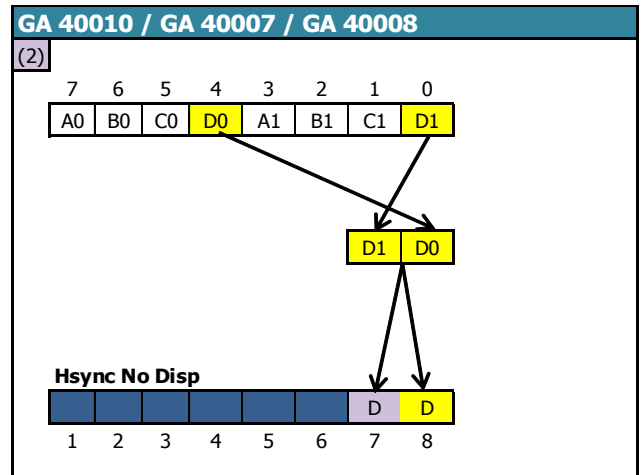 GA 40010 / GA 40007 / GA 40008
(2)
7 6 5 4 3 2 1 0
A0 B0 C0 D0 A1 B1 C1 D1
D1 D0
Hsync No Disp
D D
1 2 3 4 5 6 7 8